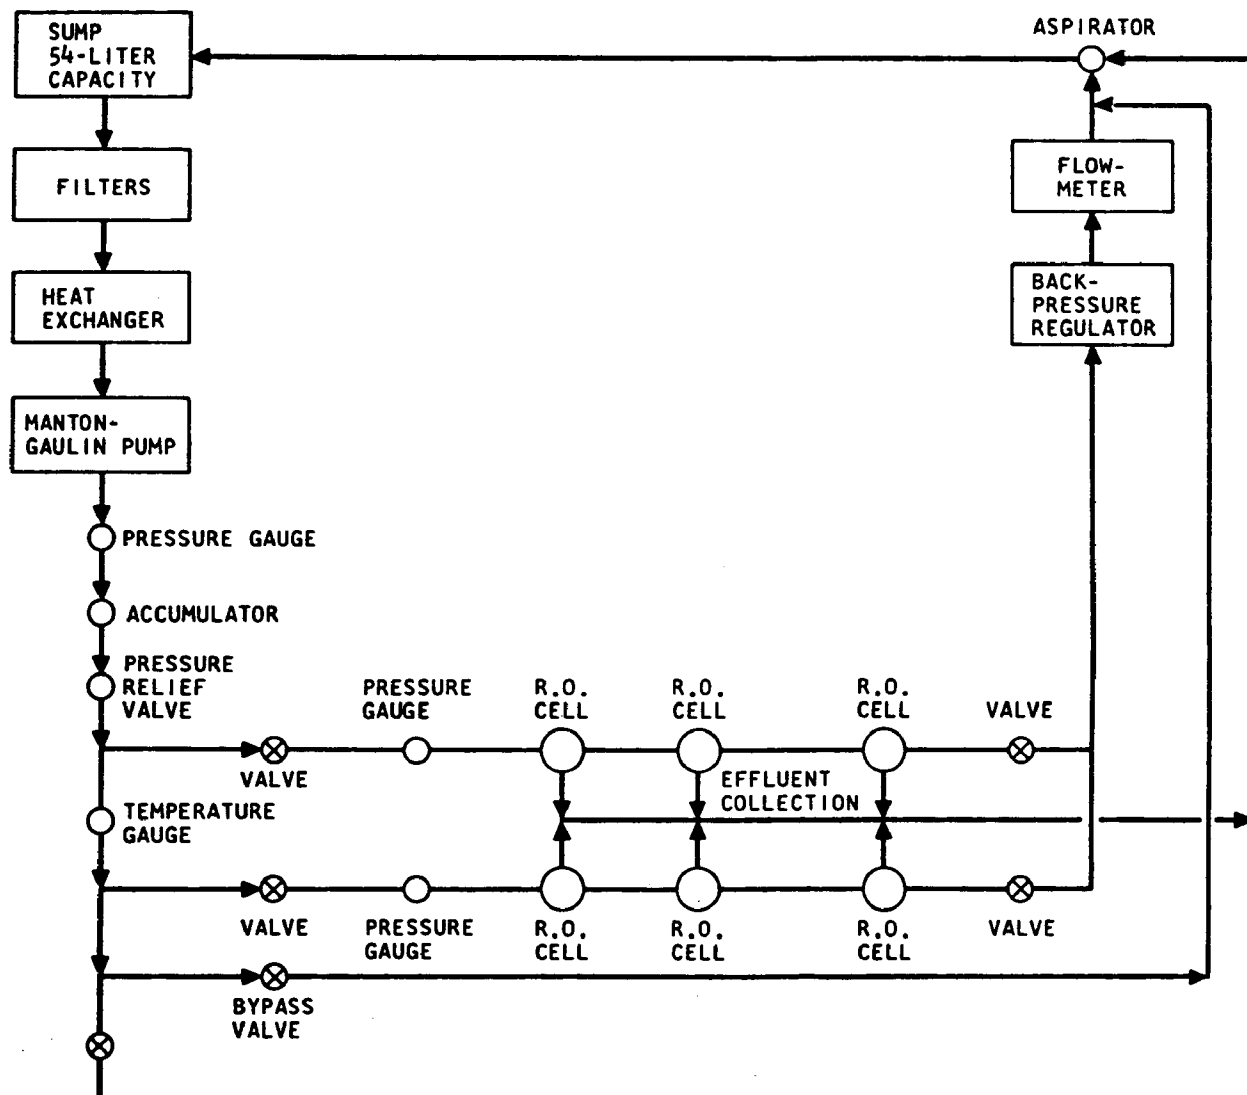 SUMP
54-LITER
CAPACITY
ASPIRATOR
FILTERS
FLOW-
METER
HEAT
EXCHANGER
BACK-
PRESSURE
REGULATOR
MANTON-
GAULIN PUMP
PRESSURE GAUGE
ACCUMULATOR
PRESSURE
RELIEF
VALVE
PRESSURE
GAUGE
R.O.
CELL
R.O.
CELL
R.O.
CELL
VALVE
VALVE
EFFLUENT
COLLECTION
TEMPERATURE
GAUGE
VALVE
PRESSURE
GAUGE
R.O.
CELL
R.O.
CELL
R.O.
CELL
VALVE
BYPASS
VALVE